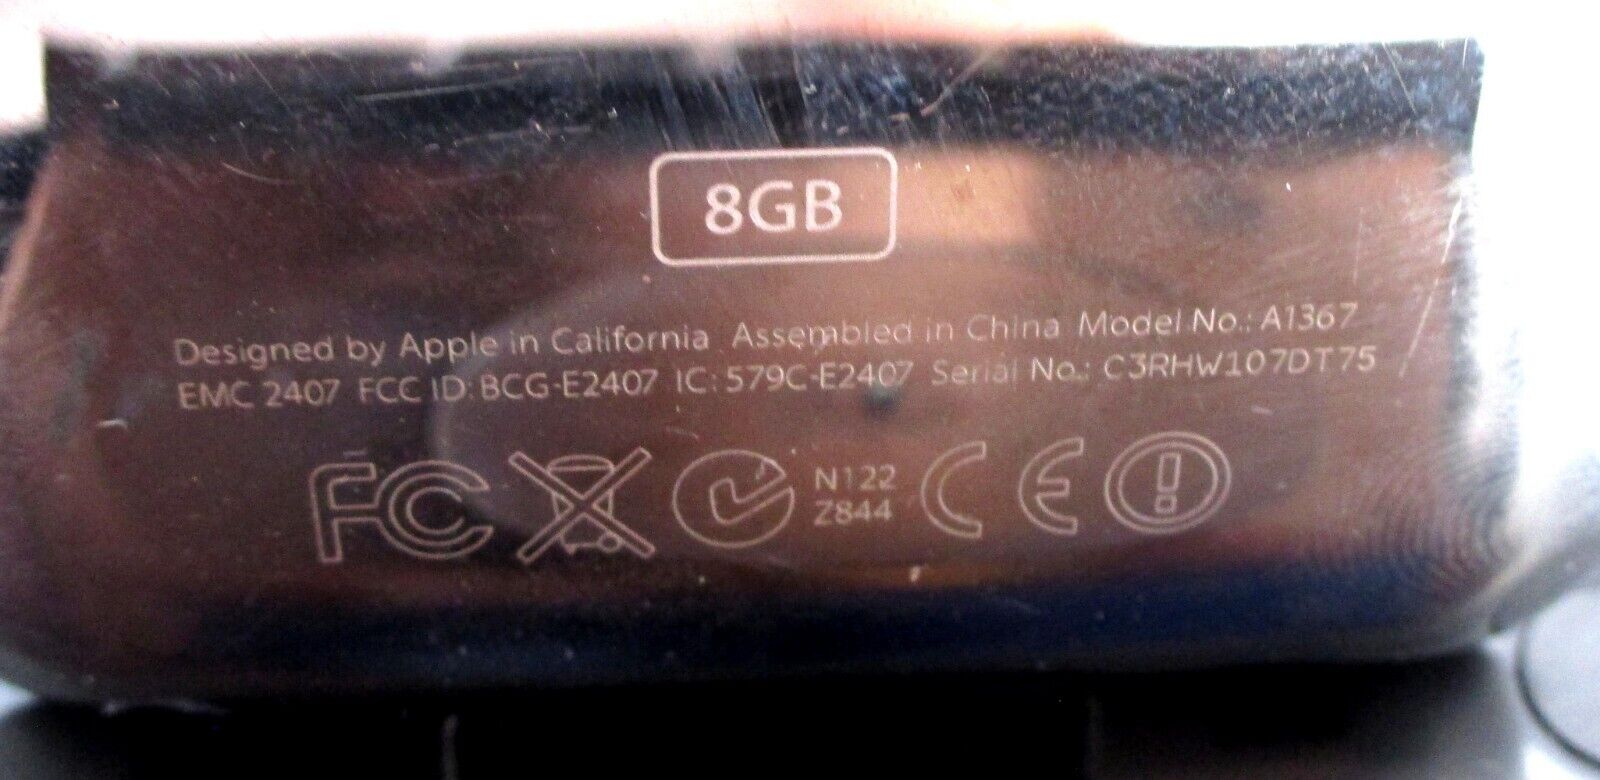 8GB
Designed by Apple in California Assembled in China Model No.: A1367
EMC 2407 FCC ID: BCG-E2407 IC: 579C-E2407 Serial No.: C3RHW107DT75
FC N122 CE
Z844